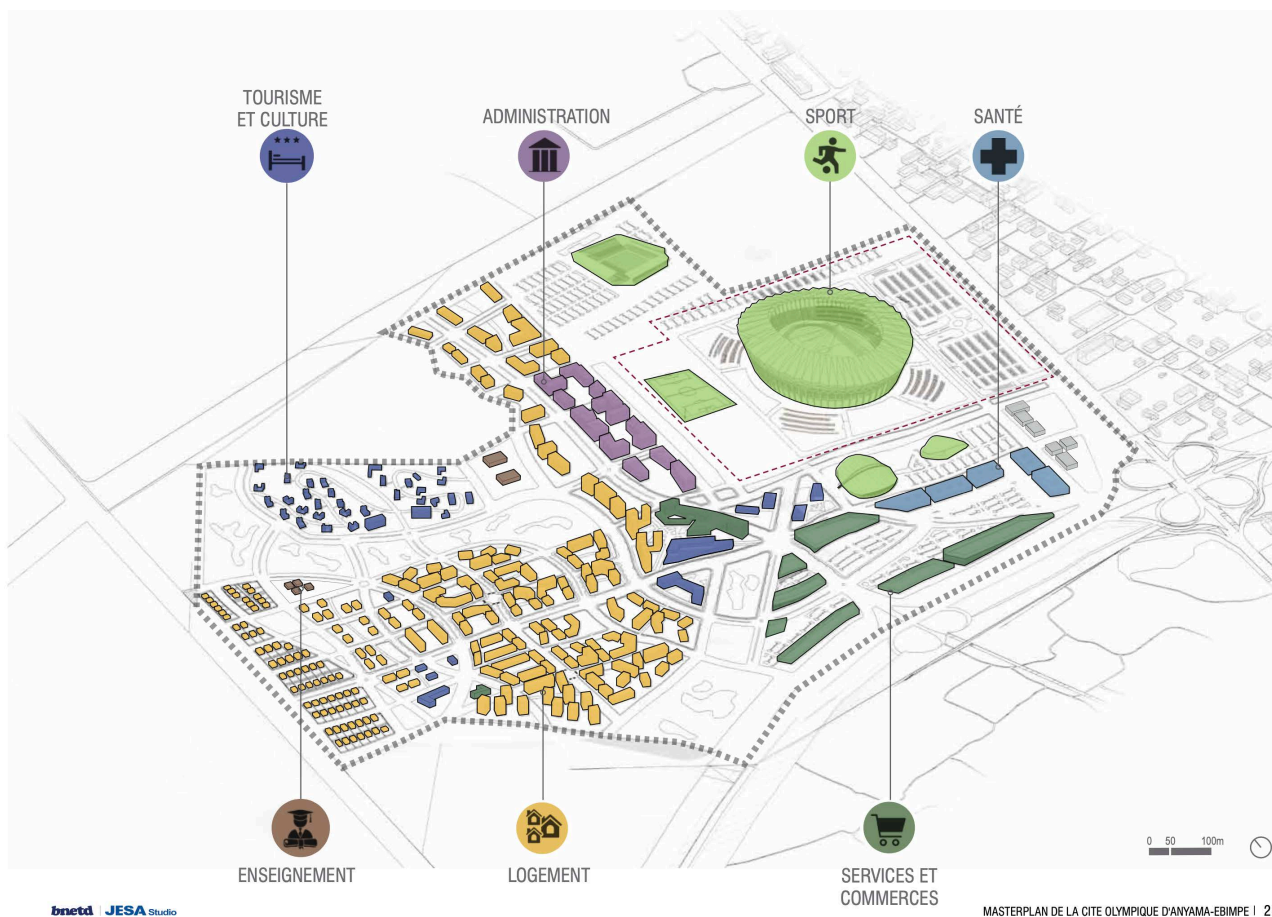 TOURISME
ET CULTURE
ADMINISTRATION
SPORT
SANTÉ
ENSEIGNEMENT
LOGEMENT
SERVICES ET
COMMERCES
0 50 100m
bnetd | JESA Studio
MASTERPLAN DE LA CITE OLYMPIQUE D'ANYAMA-EBIMPE | 2